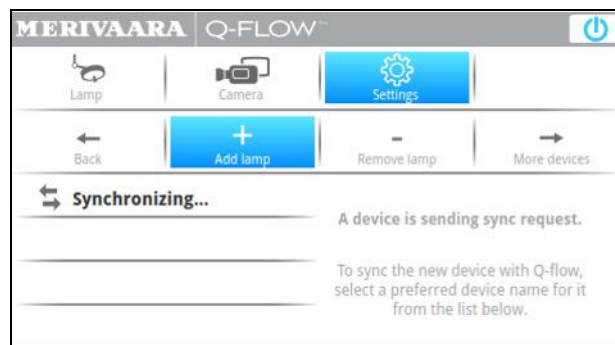 MERIVAARA Q-FLOW™
Lamp Camera Settings
Back Add lamp Remove lamp More devices
Synchronizing...
A device is sending sync request.
To sync the new device with Q-flow,
select a preferred device name for it
from the list below.